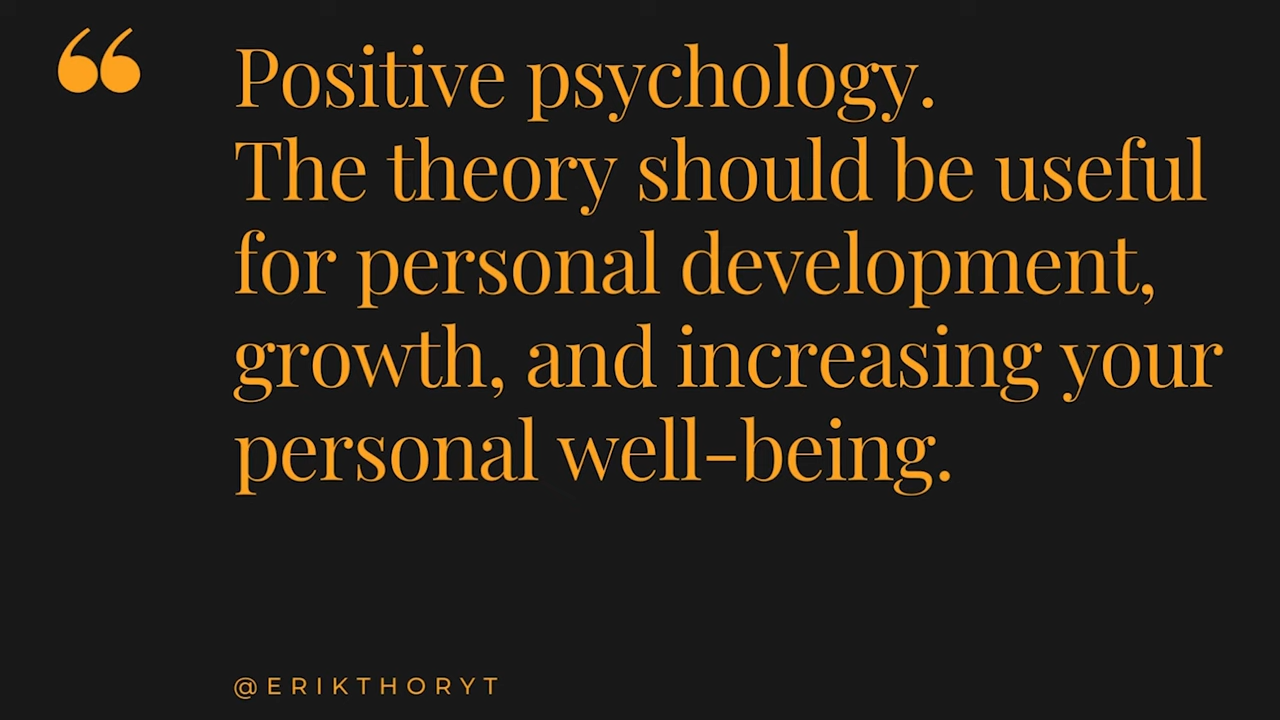 “
Positive psychology.
The theory should be useful
for personal development,
growth, and increasing your
personal well-being.
@ERIKTHORYT